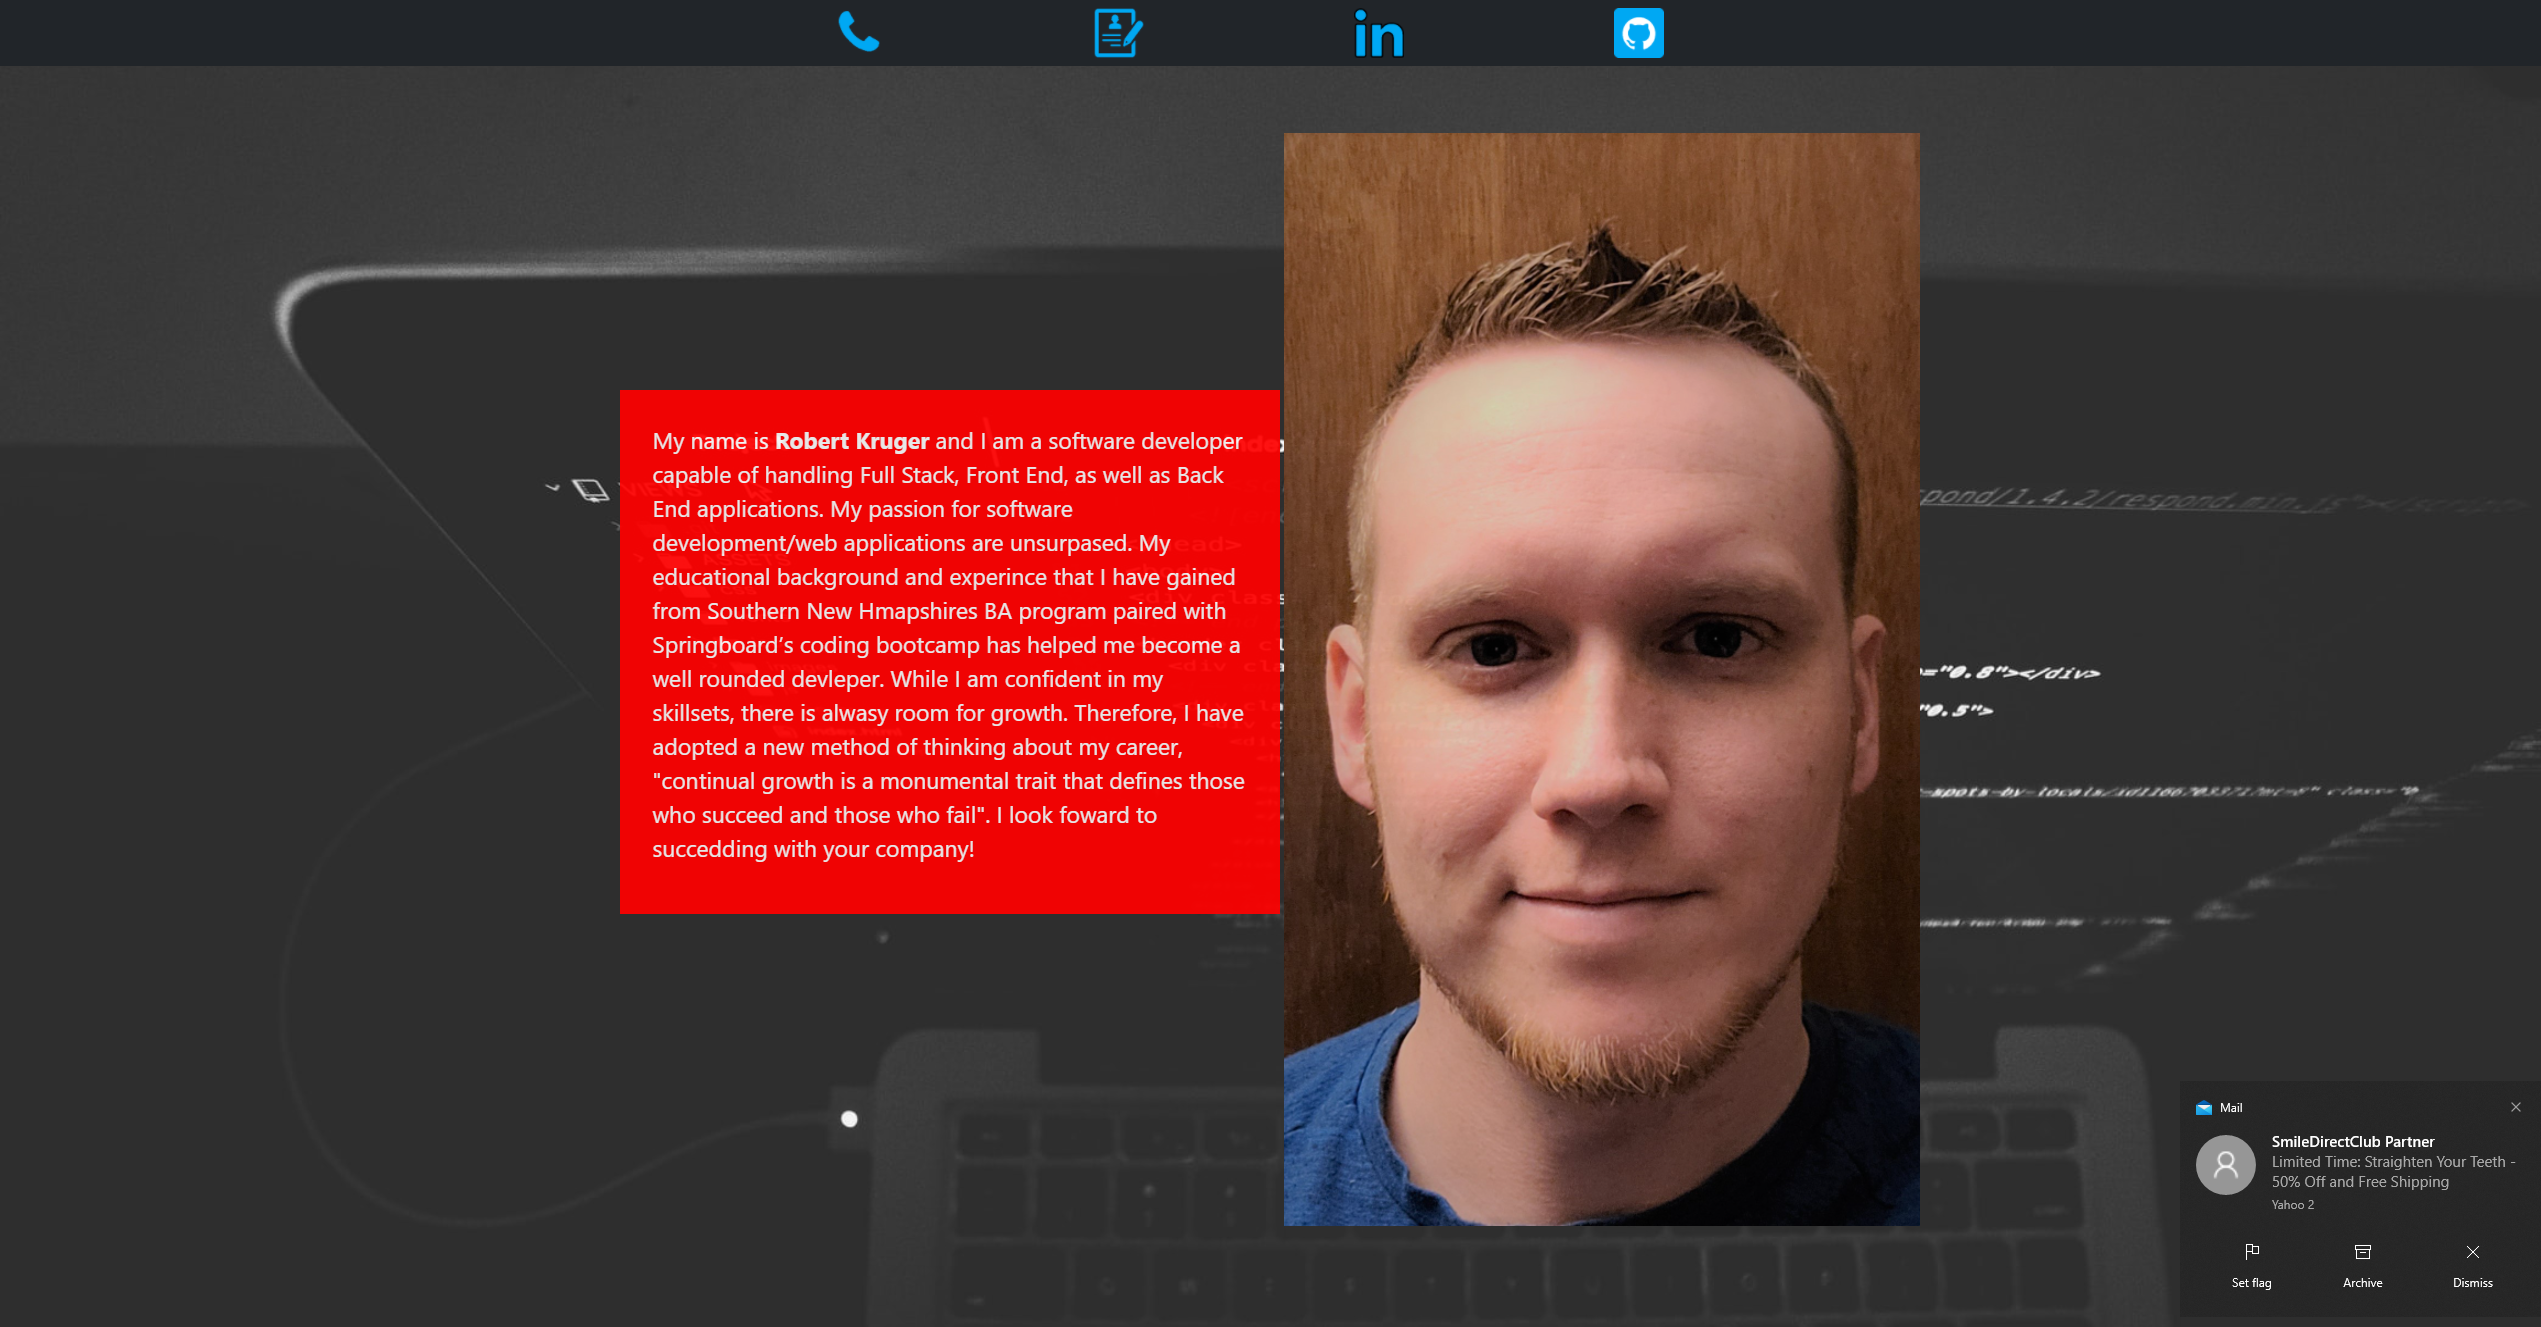 in
My name is Robert Kruger and I am a software developer
capable of handling Full Stack, Front End, as well as Back
End applications. My passion for software
development/web applications are unsurpased. My
educational background and experince that I have gained
from Southern New Hmapshires BA program paired with
Springboard’s coding bootcamp has helped me become a
well rounded devleper. While I am confident in my
skillsets, there is alwasy room for growth. Therefore, I have
adopted a new method of thinking about my career,
"continual growth is a monumental trait that defines those
who succeed and those who fail". I look foward to
succedding with your company!
VIEWS
ASSETS
pond/1.4.2/respond.min.js"></script>
="0.8"></div>
"0.5">
Mail
SmileDirectClub Partner
Limited Time: Straighten Your Teeth -
50% Off and Free Shipping
Yahoo 2
Set flag
Archive
Dismiss